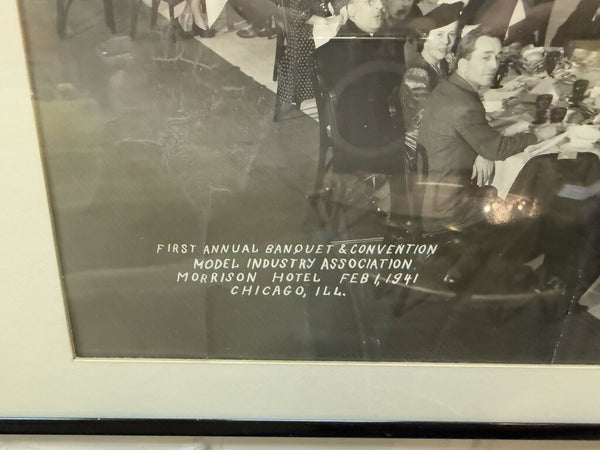 FIRST ANNUAL BANQUET & CONVENTION
MODEL INDUSTRY ASSOCIATION
MORRISON HOTEL FEB 1, 1941
CHICAGO, ILL.